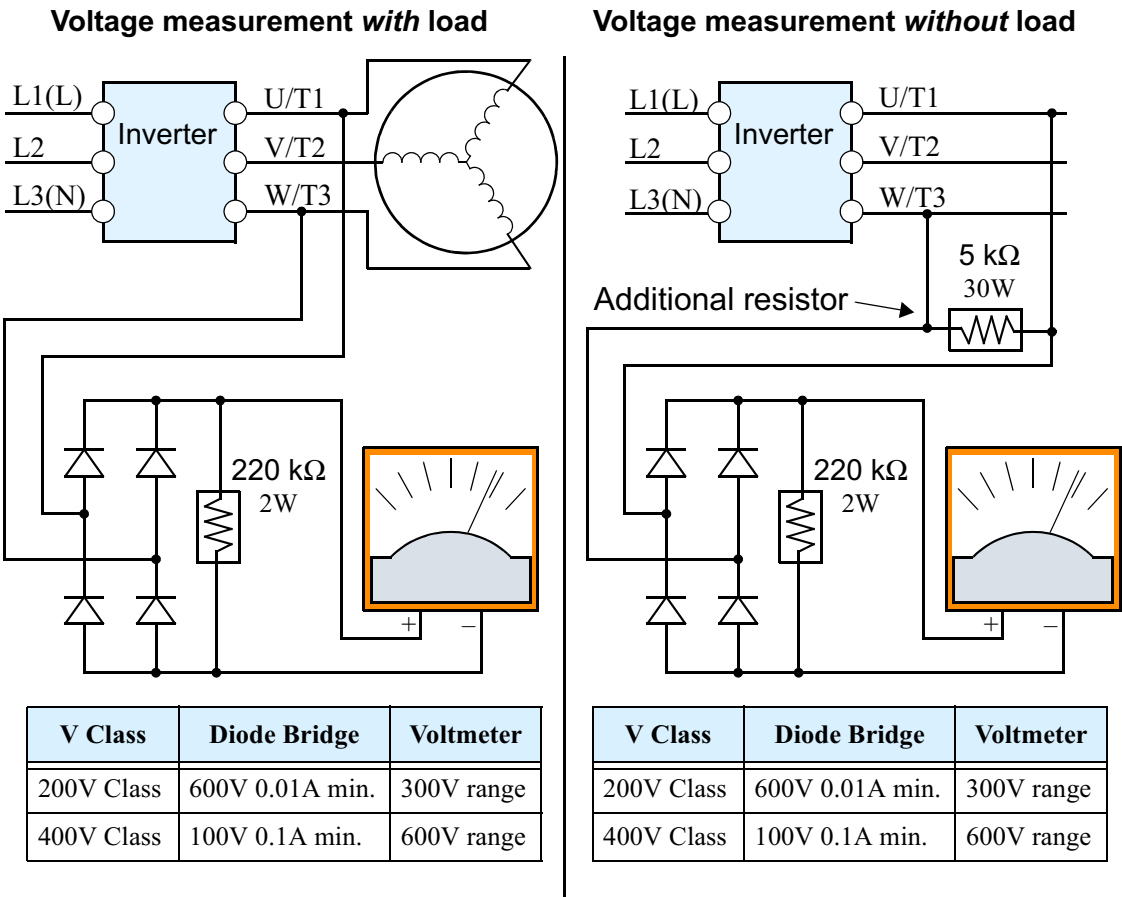 Voltage measurement with load
L1(L)
L2
L3(N)
Inverter
U/T1
V/T2
W/T3
220 kΩ
2W
+
–
V Class Diode Bridge Voltmeter
200V Class 600V 0.01A min. 300V range
400V Class 100V 0.1A min. 600V range
Voltage measurement without load
L1(L)
L2
L3(N)
Inverter
U/T1
V/T2
W/T3
5 kΩ
30W
Additional resistor
220 kΩ
2W
+
–
V Class Diode Bridge Voltmeter
200V Class 600V 0.01A min. 300V range
400V Class 100V 0.1A min. 600V range